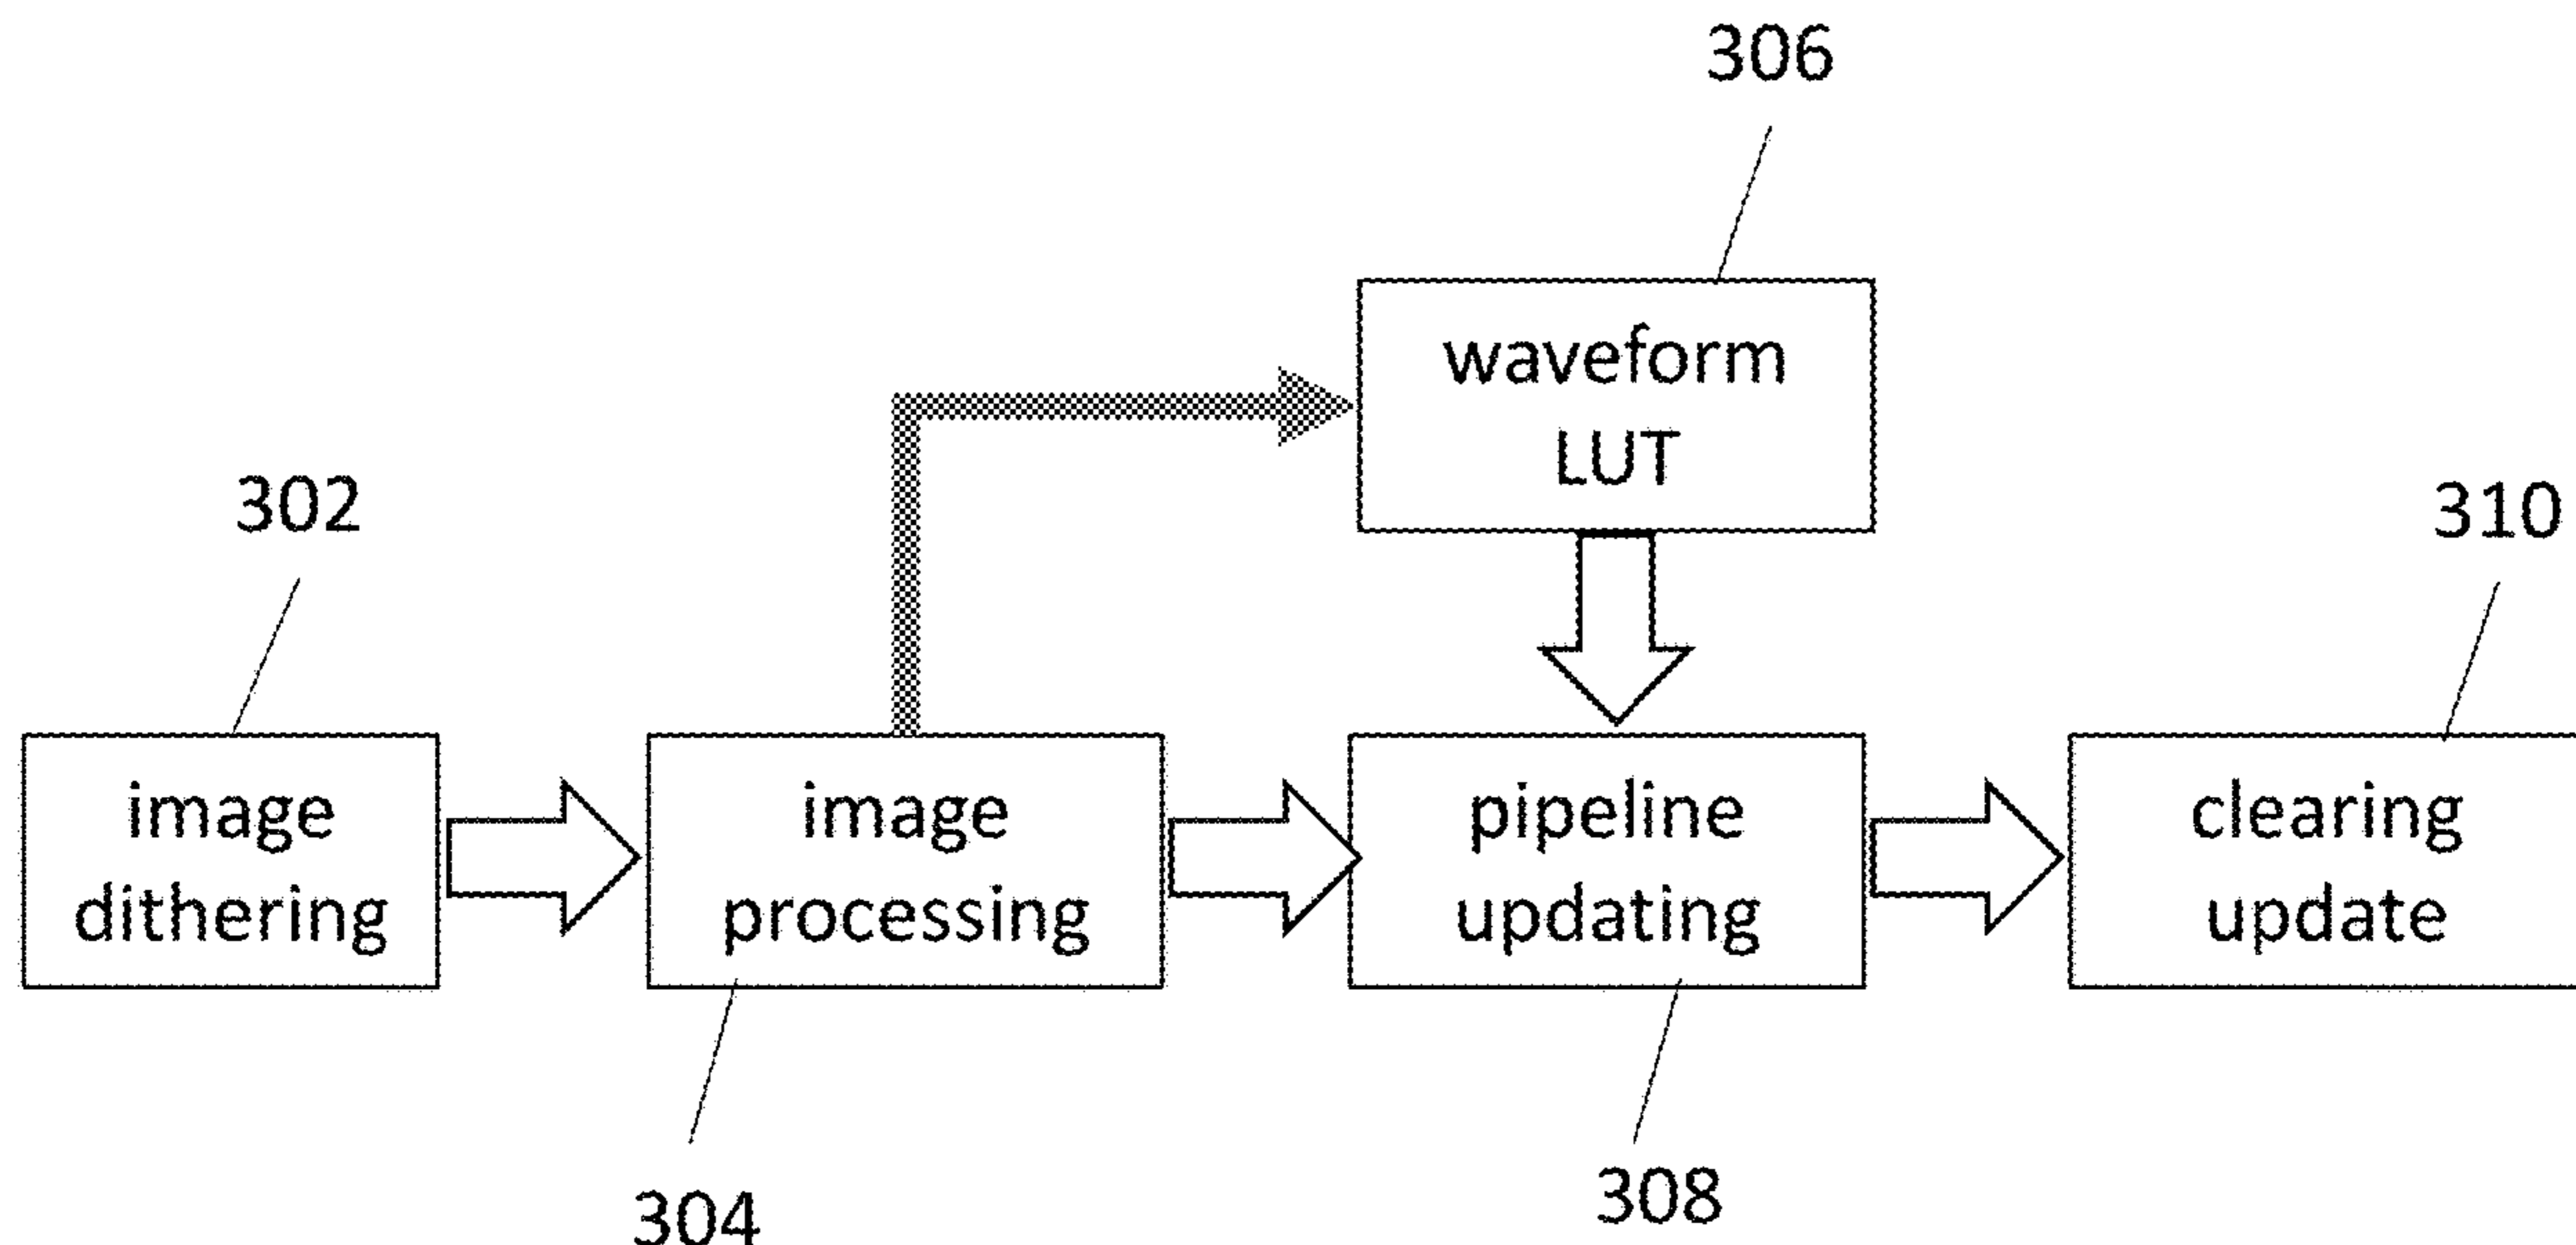 306
waveform
LUT
302
310
image
dithering
image
processing
pipeline
updating
clearing
update
304
308